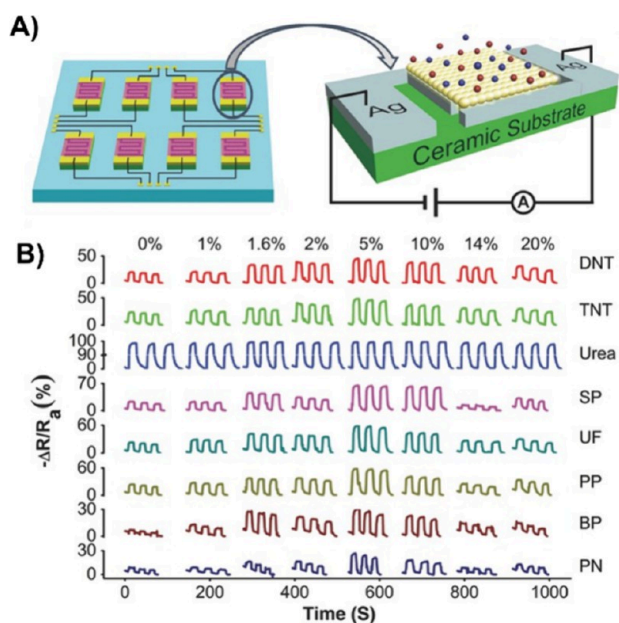 A)
Ag
Ag
Ceramic Substrate
A
B)
0% 1% 1.6% 2% 5% 10% 14% 20%
50
0
DNT
50
0
TNT
100
90
0
Urea
70
0
SP
60
0
UF
60
0
PP
30
0
BP
30
0
PN
-ΔR/Ra (%)
0 200 400 600 800 1000
Time (S)